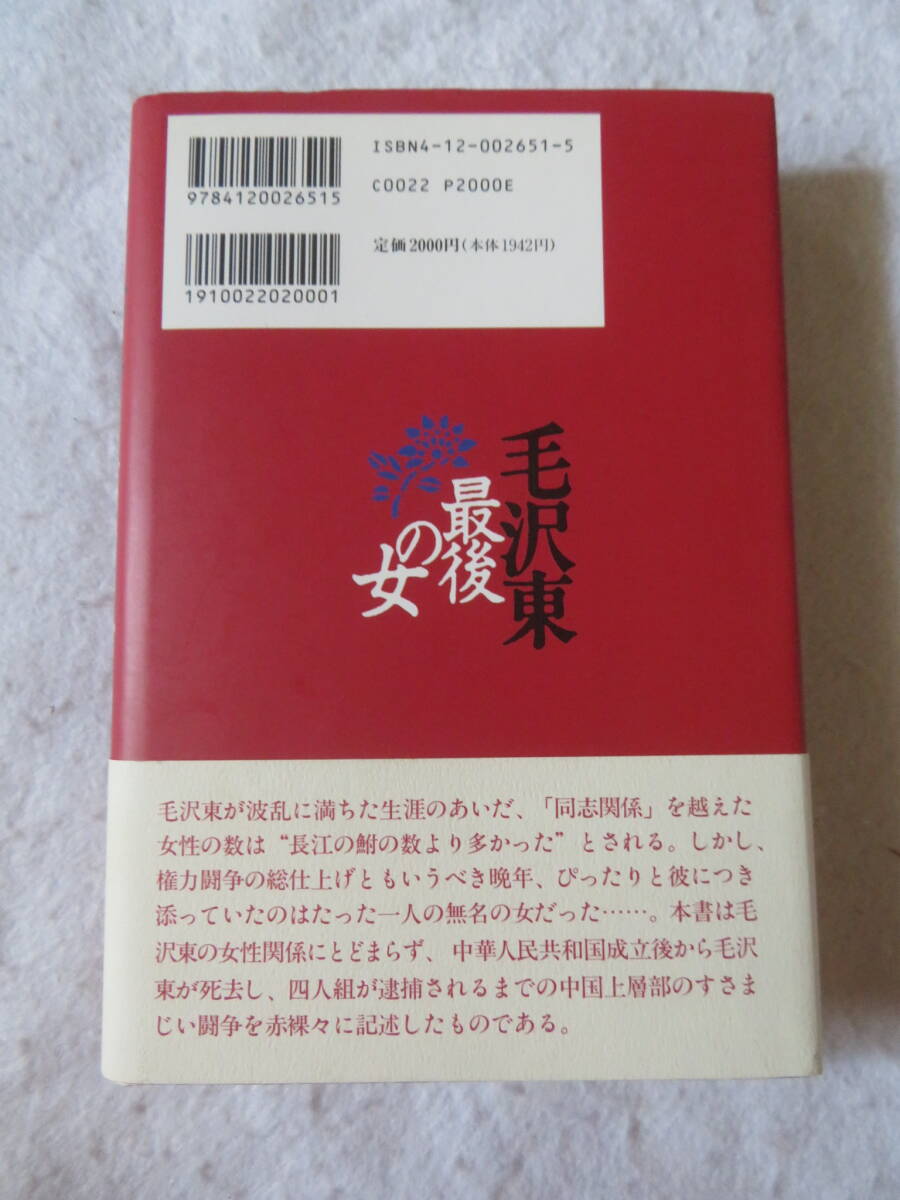 ISBN4-12-002651-5
C0022 P2000E
9784120026515
定価2000円(本体1942円)
1910022020001
毛沢東
最後
の女
毛沢東が波乱に満ちた生涯のあいだ、「同志関係」を越えた
女性の数は“長江の鮒の数より多かった”とされる。しかし、
権力闘争の総仕上げともいうべき晩年、ぴったりと彼につき
添っていたのはたった一人の無名の女だった……。本書は毛
沢東の女性関係にとどまらず、中華人民共和国成立後から毛沢
東が死去し、四人組が逮捕されるまでの中国上層部のすさま
じい闘争を赤裸々に記述したものである。